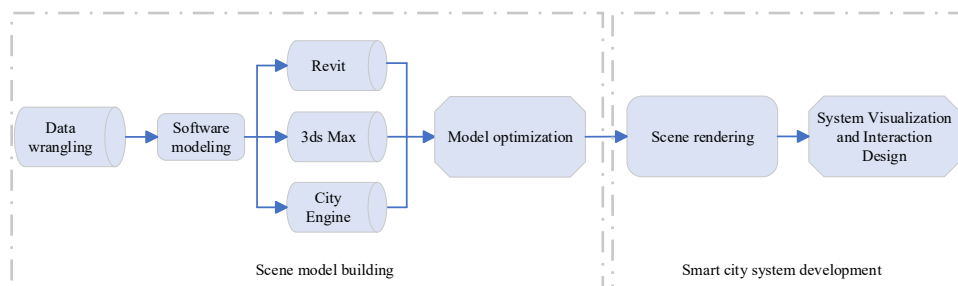 Data
wrangling
Software
modeling
Revit
3ds Max
City
Engine
Model optimization
Scene rendering
System Visualization
and Interaction
Design
Scene model building
Smart city system development